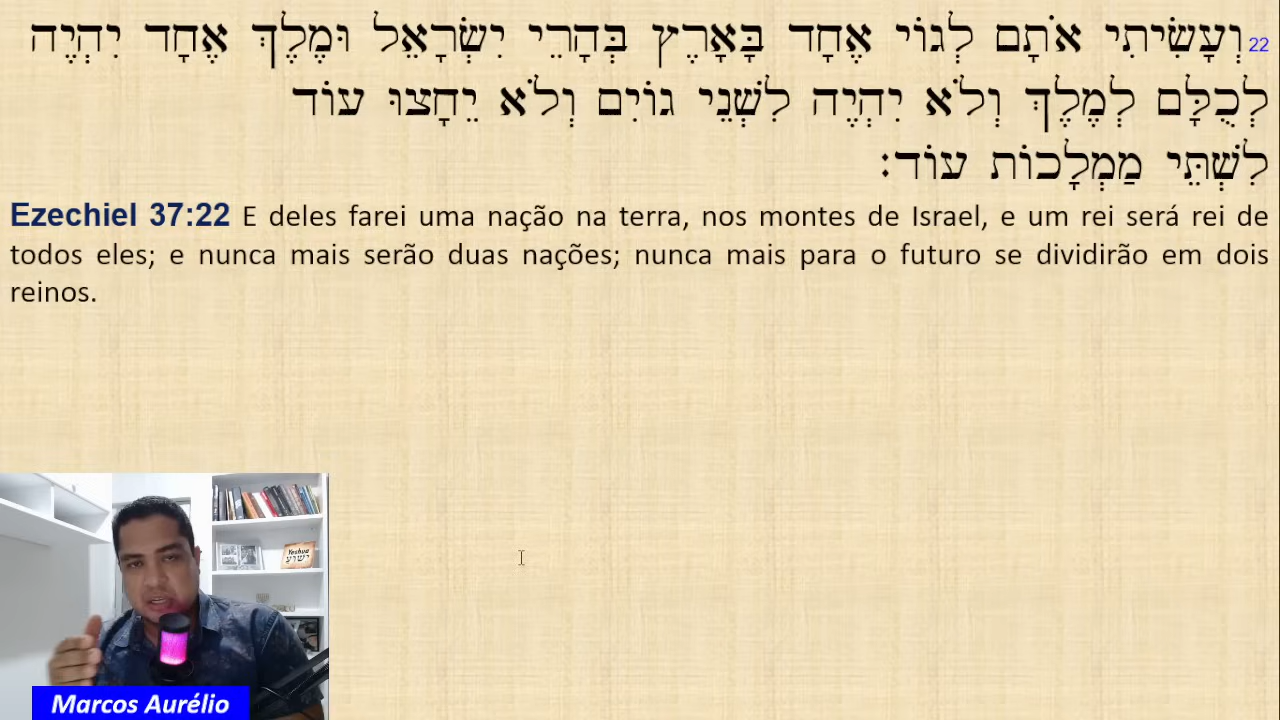 22 וְעָשִׂיתִי אֹתָם לְגוֹי אֶחָד בָּאָרֶץ בְּהָרֵי יִשְׂרָאֵל וּמֶלֶךְ אֶחָד יִהְיֶה
לְכֻלָּם לְמֶלֶךְ וְלֹא יִהְיֶה לִשְׁנֵי גוֹיִם וְלֹא יֵחָצוּ עוֹד
לִשְׁתֵּי מַמְלָכוֹת עוֹד׃
Ezechiel 37:22 E deles farei uma nação na terra, nos montes de Israel, e um rei será rei de
todos eles; e nunca mais serão duas nações; nunca mais para o futuro se dividirão em dois
reinos.
Yeshua
ישוע
Marcos Aurélio